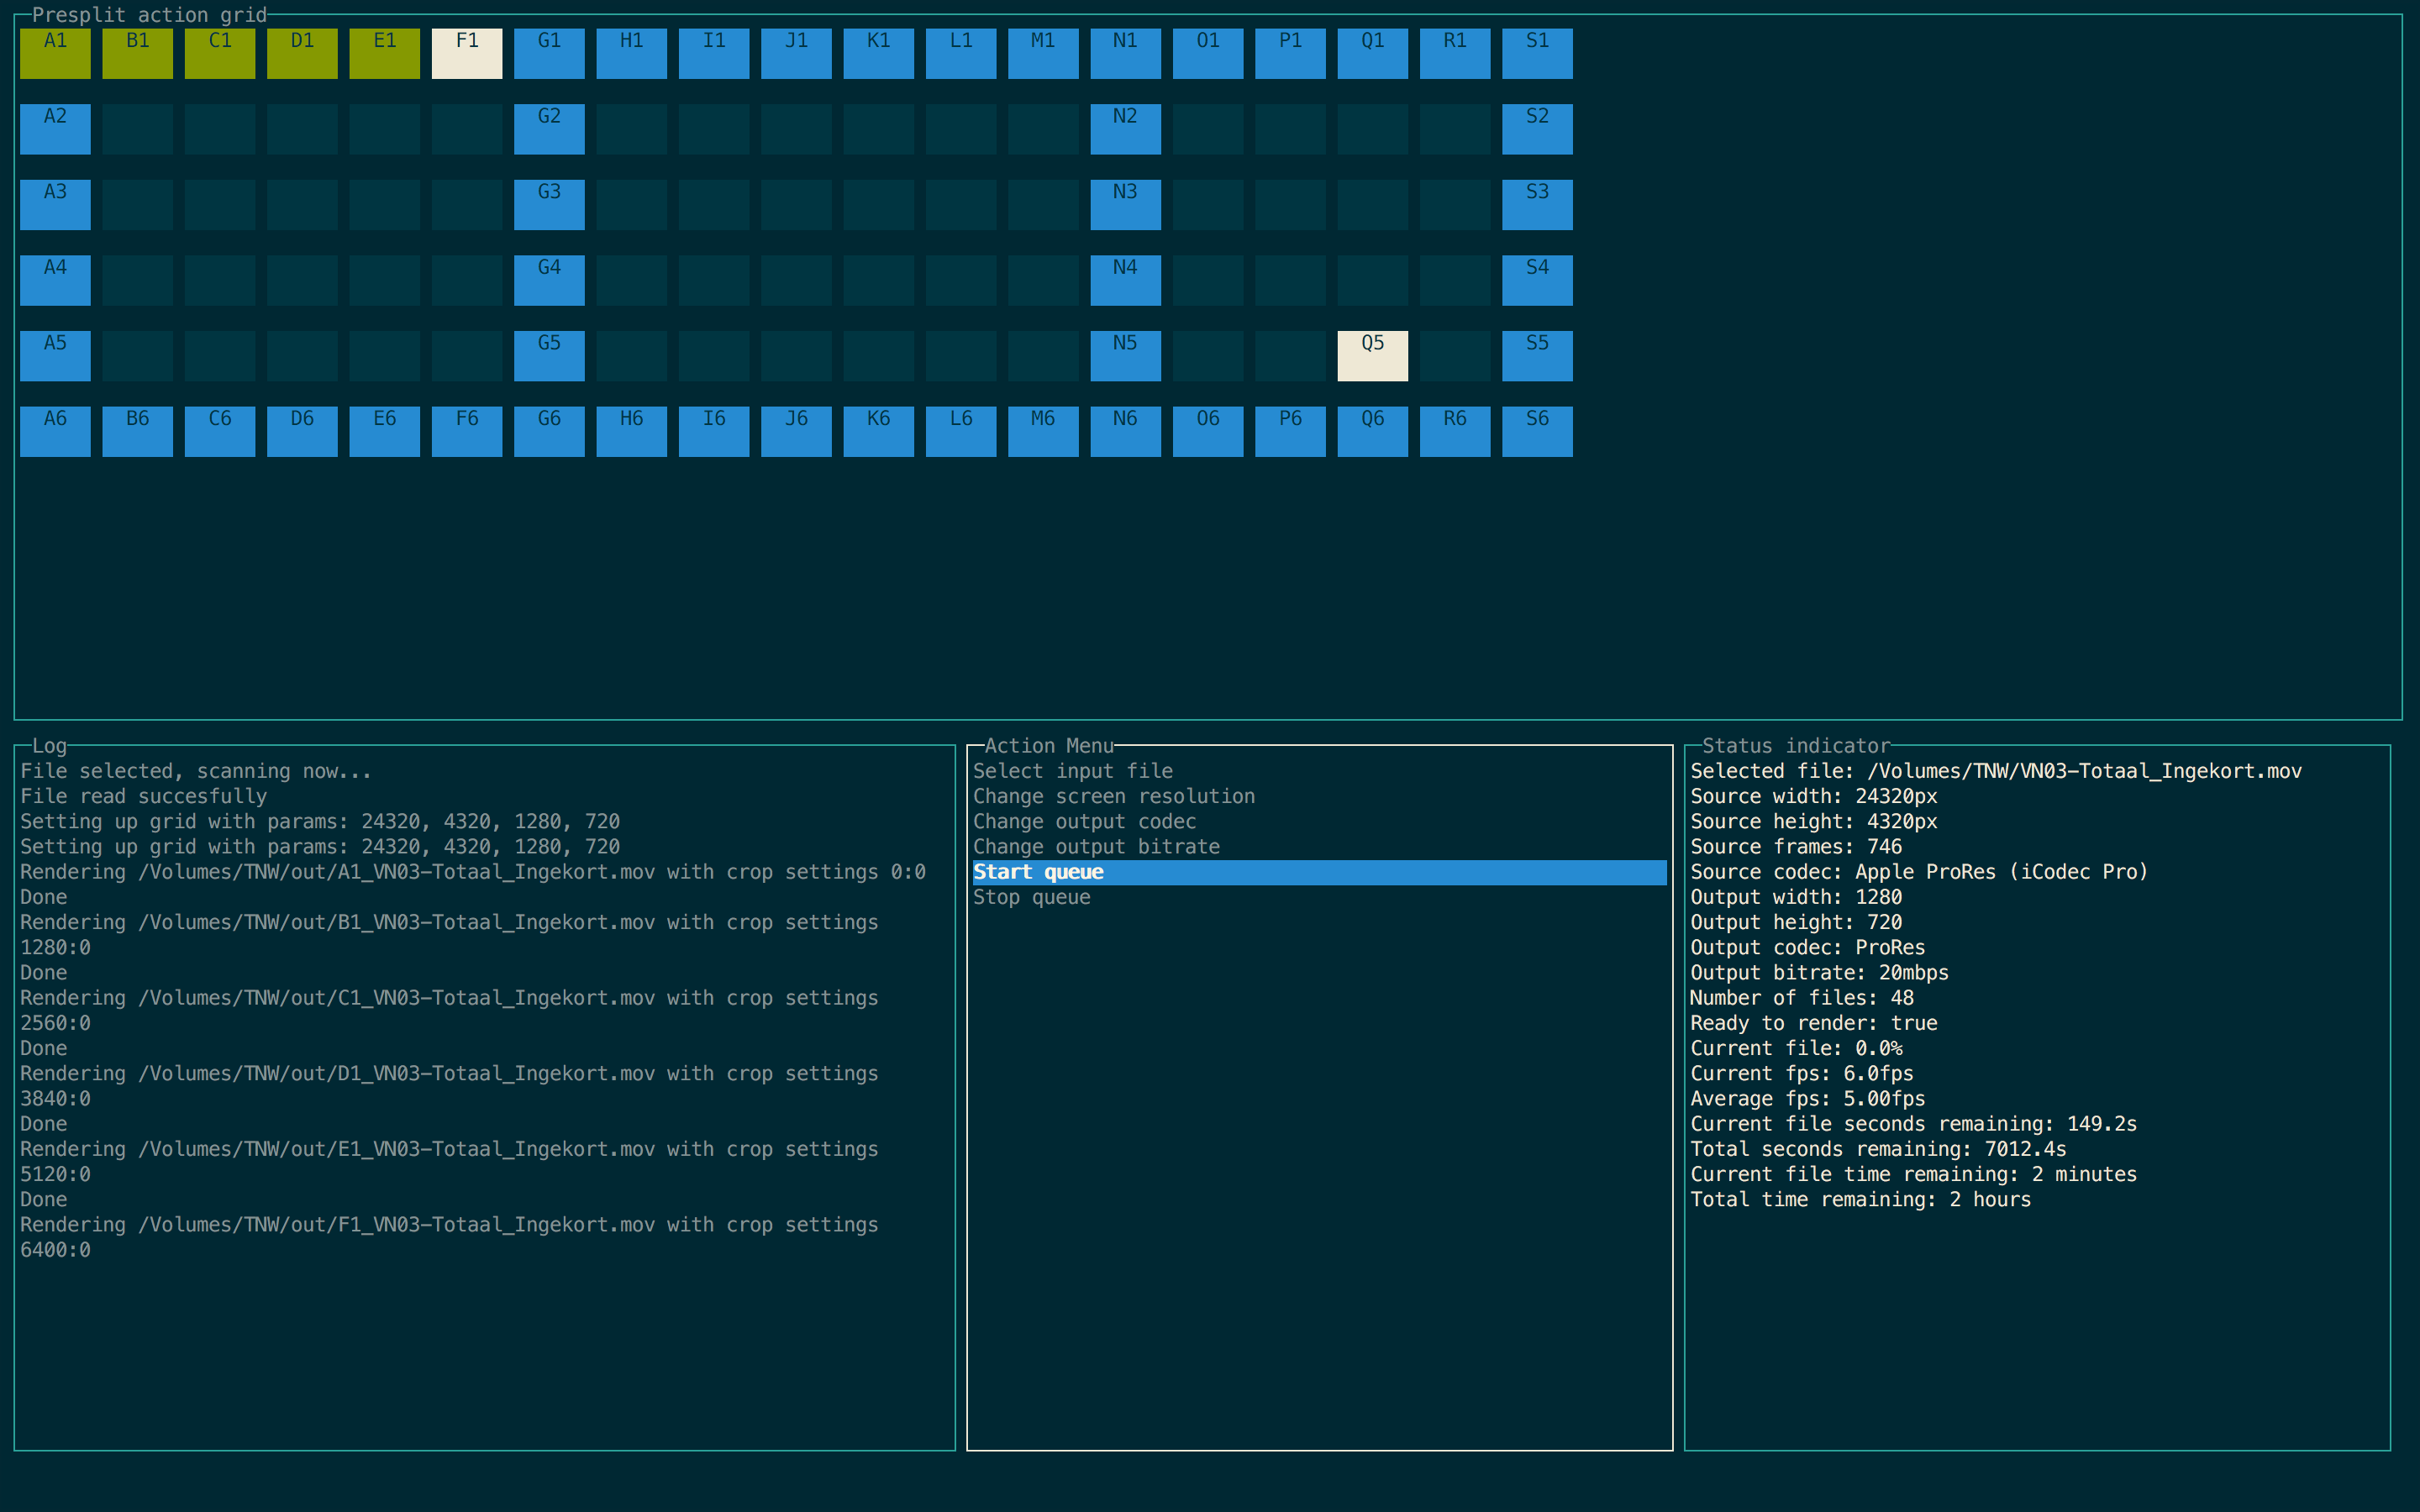 Presplit action grid
A1 B1 C1 D1 E1 F1 G1 H1 I1 J1 K1 L1 M1 N1 O1 P1 Q1 R1 S1
A2 G2 N2 S2
A3 G3 N3 S3
A4 G4 N4 S4
A5 G5 N5 Q5 S5
A6 B6 C6 D6 E6 F6 G6 H6 I6 J6 K6 L6 M6 N6 O6 P6 Q6 R6 S6
Log
File selected, scanning now...
File read succesfully
Setting up grid with params: 24320, 4320, 1280, 720
Setting up grid with params: 24320, 4320, 1280, 720
Rendering /Volumes/TNW/out/A1_VN03-Totaal_Ingekort.mov with crop settings 0:0
Done
Rendering /Volumes/TNW/out/B1_VN03-Totaal_Ingekort.mov with crop settings
1280:0
Done
Rendering /Volumes/TNW/out/C1_VN03-Totaal_Ingekort.mov with crop settings
2560:0
Done
Rendering /Volumes/TNW/out/D1_VN03-Totaal_Ingekort.mov with crop settings
3840:0
Done
Rendering /Volumes/TNW/out/E1_VN03-Totaal_Ingekort.mov with crop settings
5120:0
Done
Rendering /Volumes/TNW/out/F1_VN03-Totaal_Ingekort.mov with crop settings
6400:0
Action Menu
Select input file
Change screen resolution
Change output codec
Change output bitrate
Start queue
Stop queue
Status indicator
Selected file: /Volumes/TNW/VN03-Totaal_Ingekort.mov
Source width: 24320px
Source height: 4320px
Source frames: 746
Source codec: Apple ProRes (iCodec Pro)
Output width: 1280
Output height: 720
Output codec: ProRes
Output bitrate: 20mbps
Number of files: 48
Ready to render: true
Current file: 0.0%
Current fps: 6.0fps
Average fps: 5.00fps
Current file seconds remaining: 149.2s
Total seconds remaining: 7012.4s
Current file time remaining: 2 minutes
Total time remaining: 2 hours